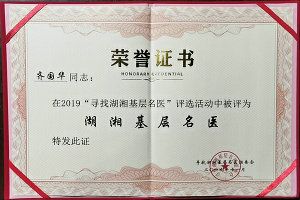 荣誉证书
HONORARY CREDENTIAL
齐国华 同志：
在2019“寻找湖湘基层名医”评选活动中被评为
湖湘基层名医
特发此证